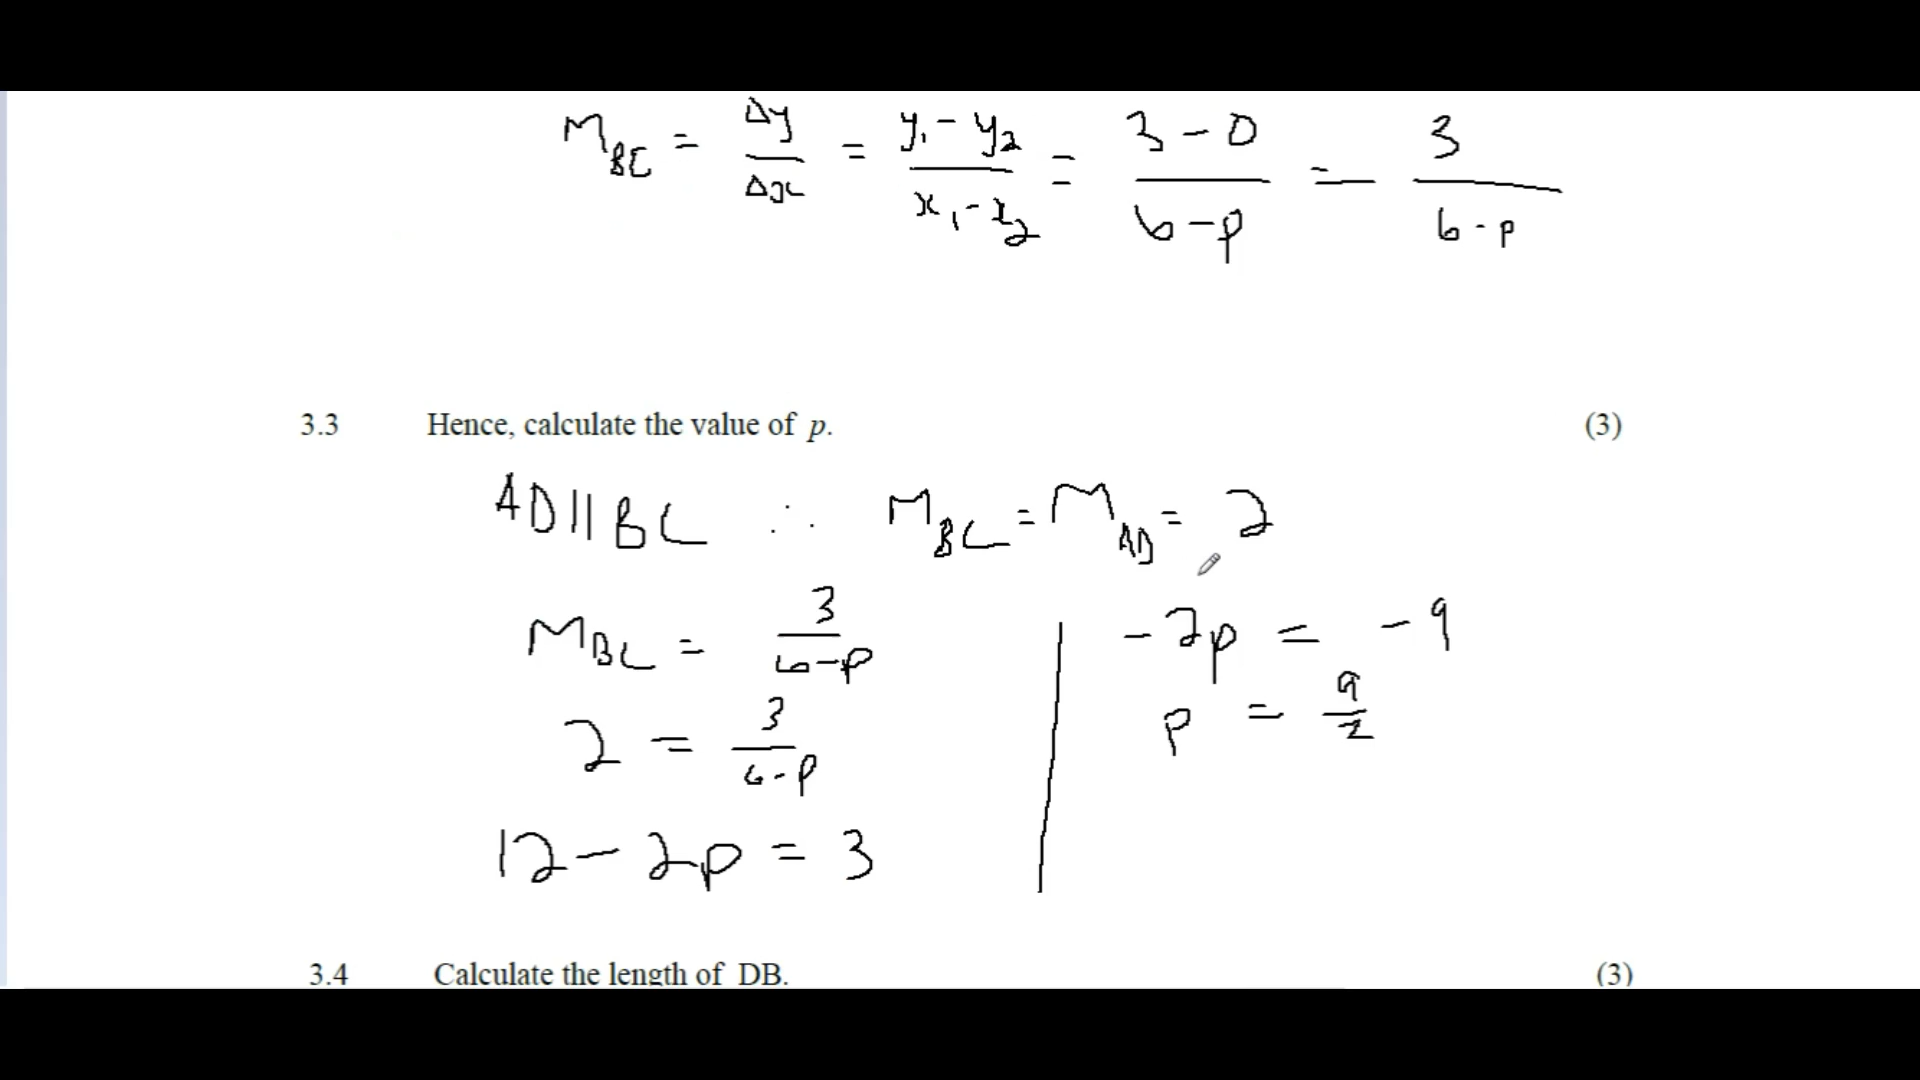 M_BC = Δy/Δx = y₁ - y₂ / x₁ - x₂ = 3 - 0 / 6 - p = 3 / 6 - p
3.3 Hence, calculate the value of p. (3)
AD || BC ∴ M_BC = M_AD = 2
M_BC = 3 / 6 - p
2 = 3 / 6 - p
12 - 2p = 3
-2p = -9
p = 9/2
3.4 Calculate the length of DB. (3)